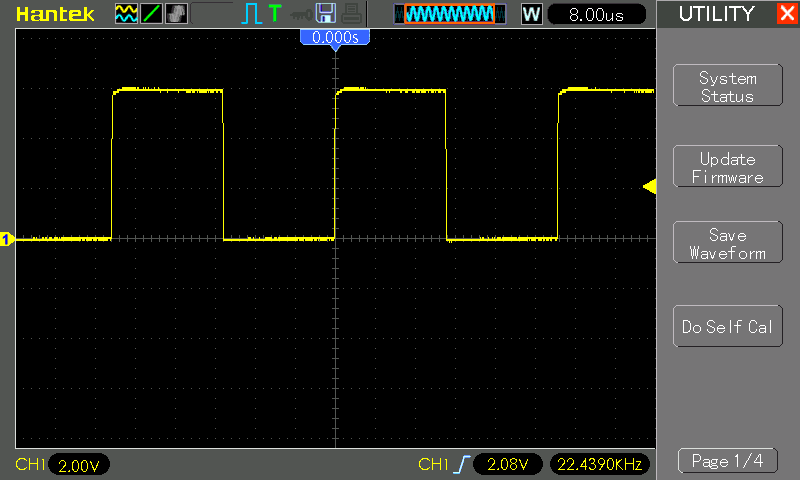 Hantek
T
W
8.00us
UTILITY
0.000s
System
Status
Update
Firmware
Save
Waveform
Do Self Cal
1
CH1 2.00V
CH1 2.08V 22.4390KHz
Page 1/4